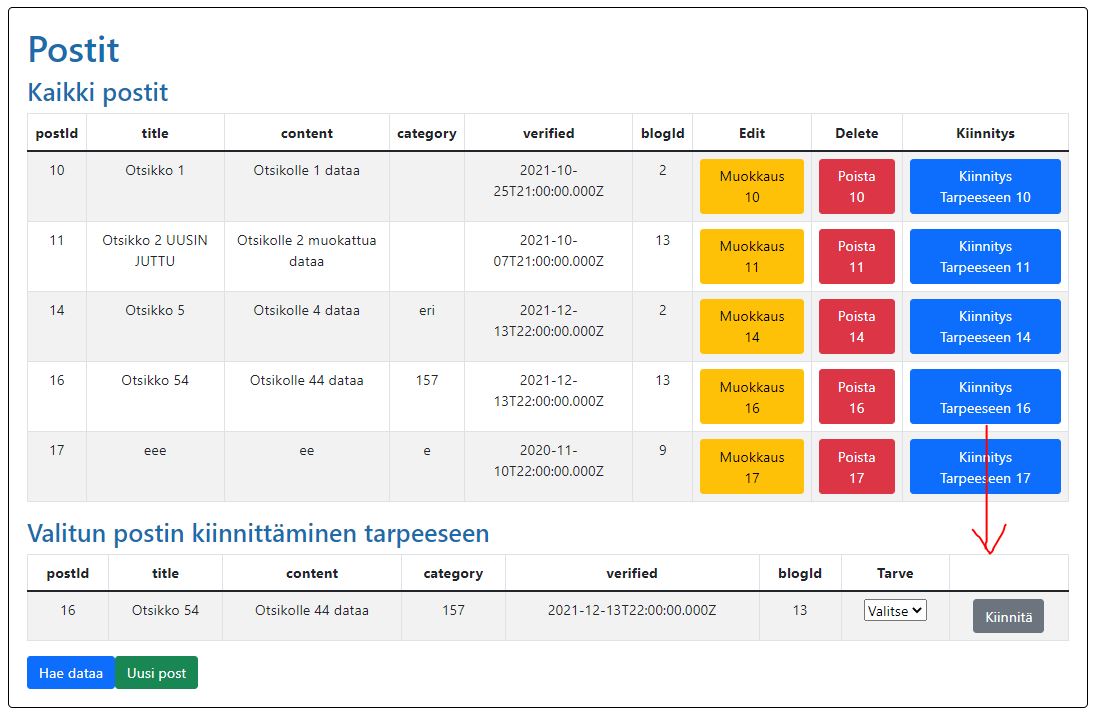 Postit
Kaikki postit
postId title content category verified blogId Edit Delete Kiinnitys
10 Otsikko 1 Otsikolle 1 dataa 2021-10- 2 Muokkaus Poista Kiinnitys
25T21:00:00.000Z 10 10 Tarpeeseen 10
11 Otsikko 2 UUSIN Otsikolle 2 muokattua 2021-10- 13 Muokkaus Poista Kiinnitys
JUTTU dataa 07T21:00:00.000Z 11 11 Tarpeeseen 11
14 Otsikko 5 Otsikolle 4 dataa eri 2021-12- 2 Muokkaus Poista Kiinnitys
13T22:00:00.000Z 14 14 Tarpeeseen 14
16 Otsikko 54 Otsikolle 44 dataa 157 2021-12- 13 Muokkaus Poista Kiinnitys
13T22:00:00.000Z 16 16 Tarpeeseen 16
17 eee ee e 2020-11- 9 Muokkaus Poista Kiinnitys
10T22:00:00.000Z 17 17 Tarpeeseen 17
Valitun postin kiinnittäminen tarpeeseen
postId title content category verified blogId Tarve
16 Otsikko 54 Otsikolle 44 dataa 157 2021-12-13T22:00:00.000Z 13 Valitse Kiinnitä
Hae dataa Uusi post